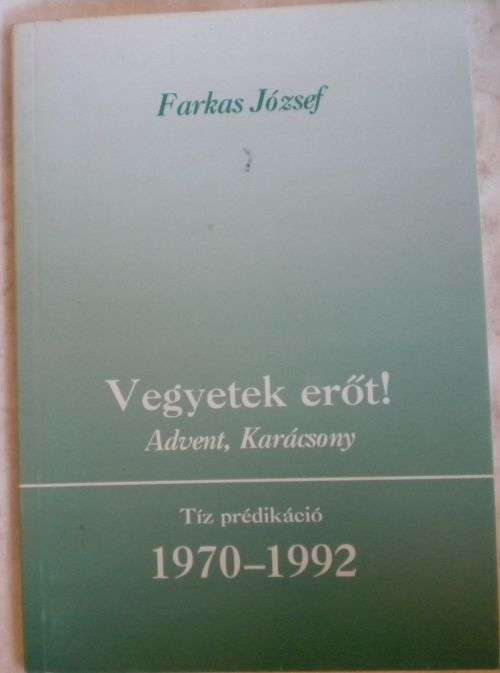 Farkas József
Vegyetek erőt!
Advent, Karácsony
Tíz prédikáció
1970–1992